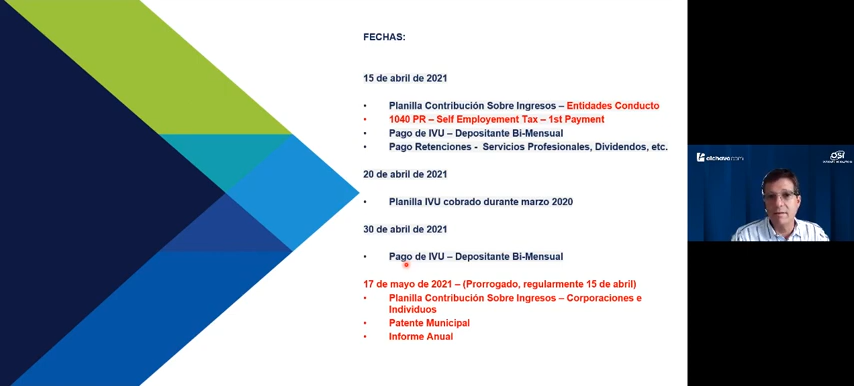 FECHAS:
15 de abril de 2021
• Planilla Contribución Sobre Ingresos – Entidades Conducto
• 1040 PR – Self Employement Tax – 1st Payment
• Pago de IVU – Depositante Bi-Mensual
• Pago Retenciones - Servicios Profesionales, Dividendos, etc.
20 de abril de 2021
• Planilla IVU cobrado durante marzo 2020
30 de abril de 2021
• Pago de IVU – Depositante Bi-Mensual
17 de mayo de 2021 – (Prorrogado, regularmente 15 de abril)
• Planilla Contribución Sobre Ingresos – Corporaciones e
Individuos
• Patente Municipal
• Informe Anual
elchavo.com